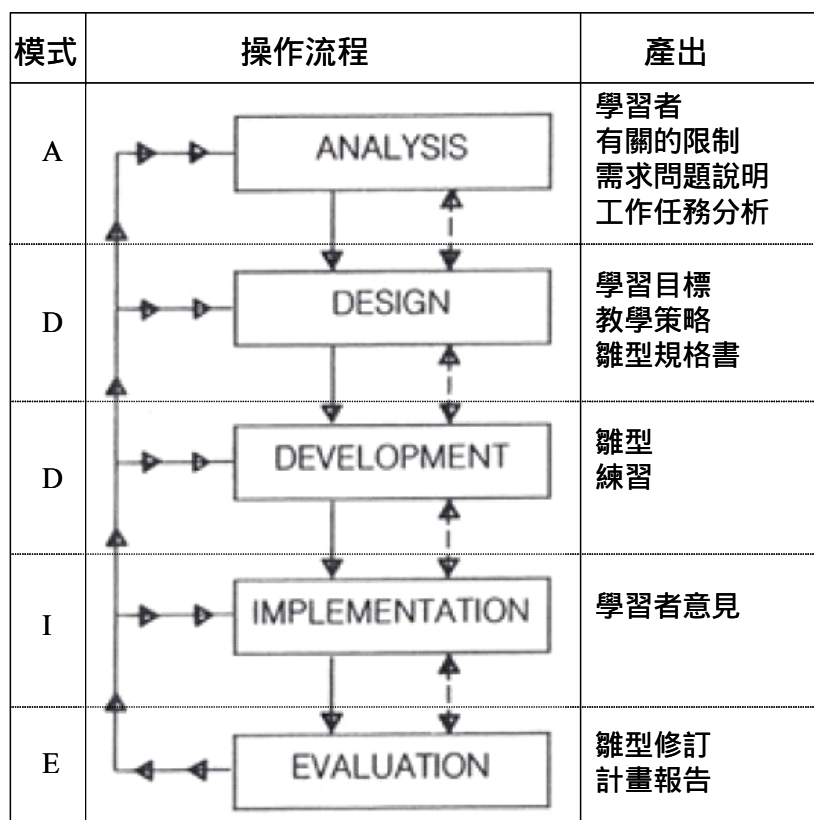 模式 操作流程 產出
A
ANALYSIS
學習者
有關的限制
需求問題說明
工作任務分析
D
DESIGN
學習目標
教學策略
雛型規格書
D
DEVELOPMENT
雛型
練習
I
IMPLEMENTATION
學習者意見
E
EVALUATION
雛型修訂
計畫報告